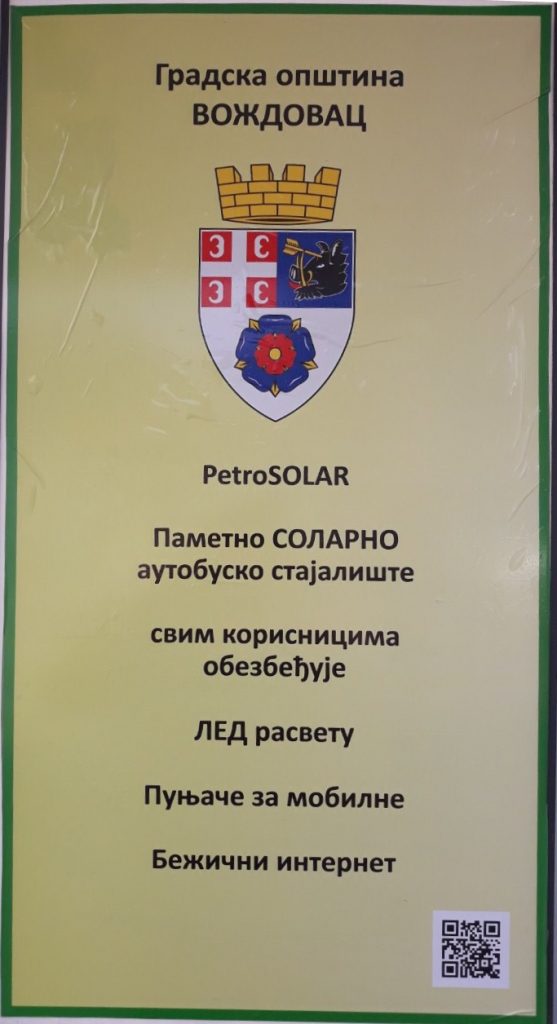 Градска општина
ВОЖДОВАЦ
PetroSOLAR
Паметно СОЛАРНО
аутобуско стајалиште
свим корисницима
обезбеђује
ЛЕД расвету
Пуњаче за мобилне
Бежични интернет